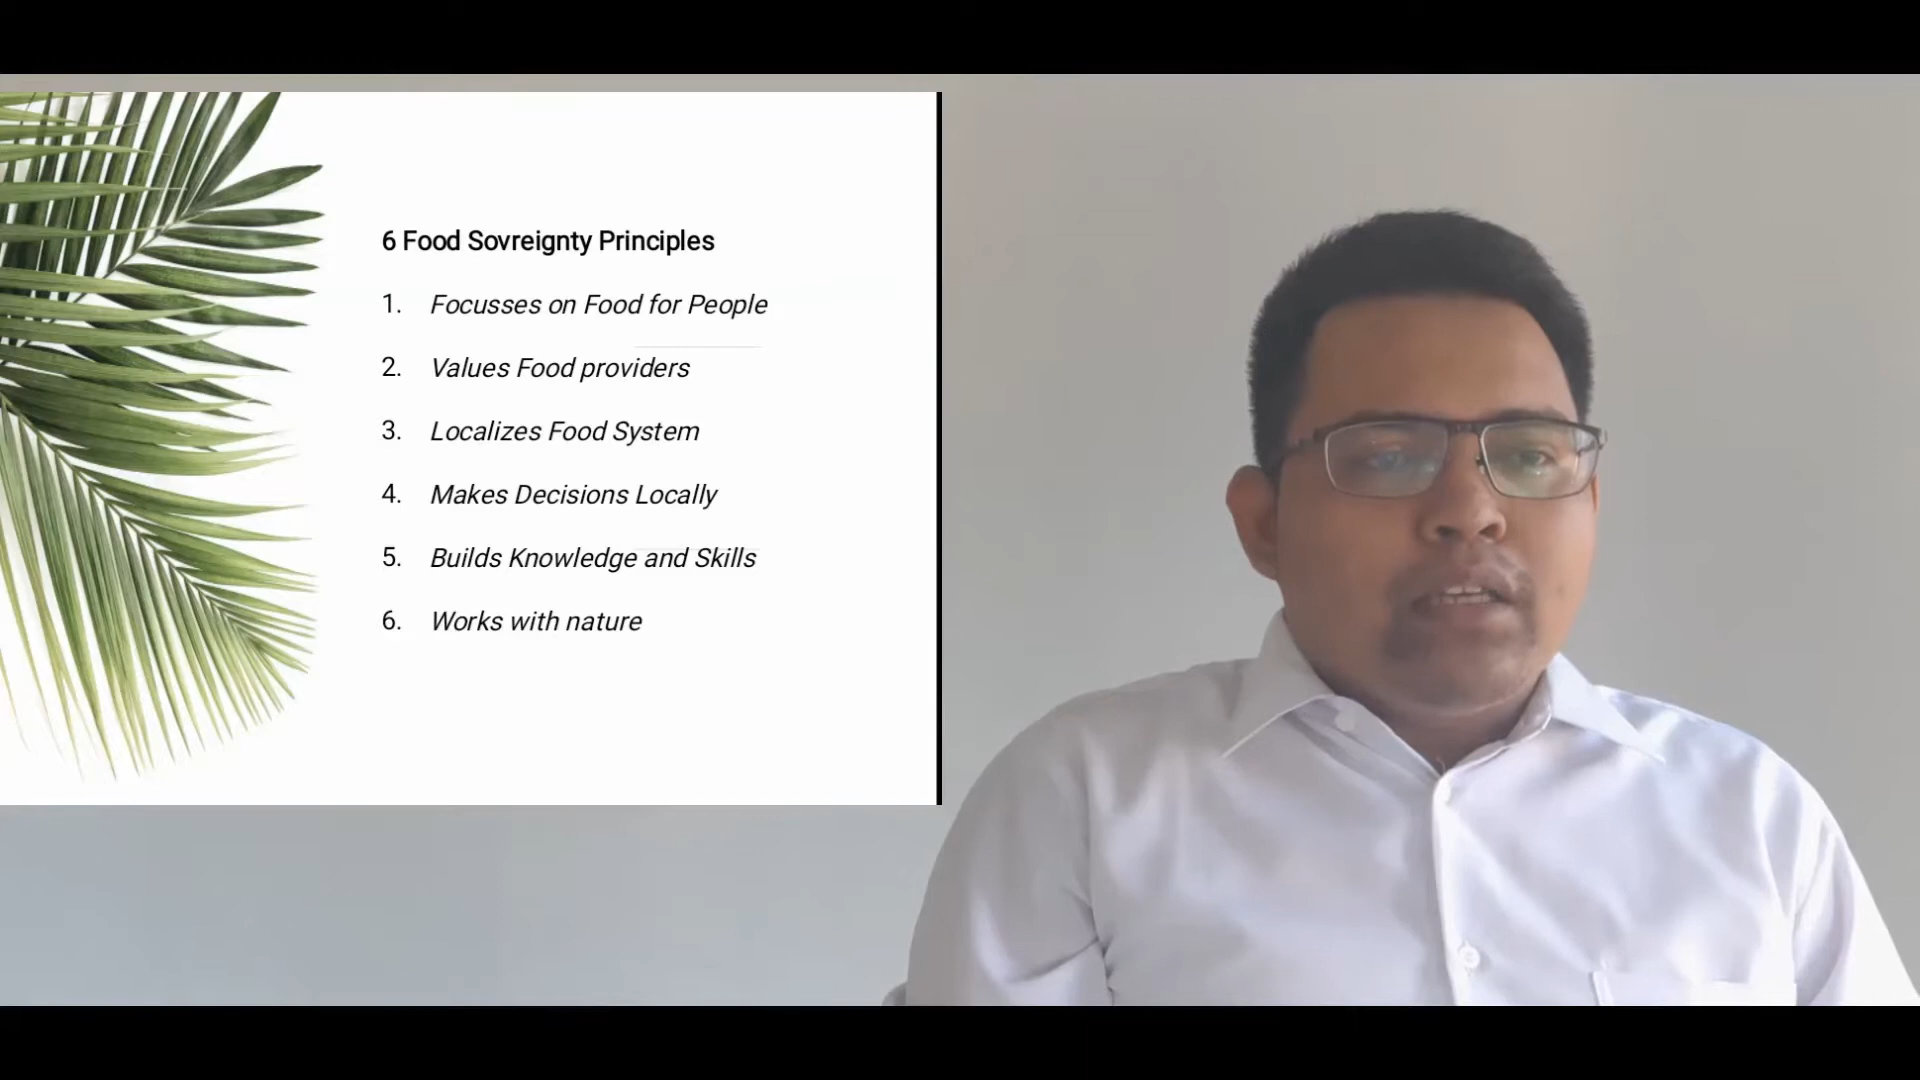 6 Food Sovreignty Principles
1. Focusses on Food for People
2. Values Food providers
3. Localizes Food System
4. Makes Decisions Locally
5. Builds Knowledge and Skills
6. Works with nature